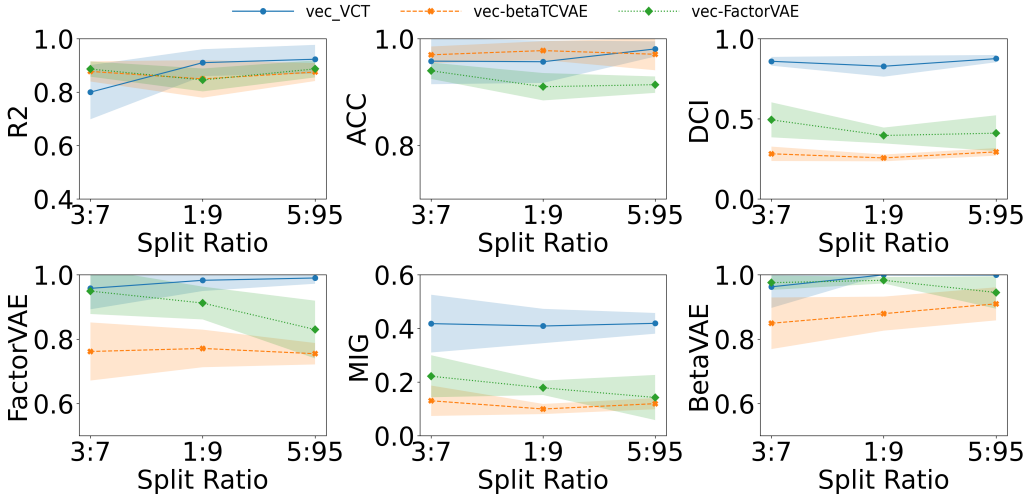 vec_VCT vec-betaTCVAE vec-FactorVAE
R2
1.0
0.8
0.6
0.4
3:7 1:9 5:95
Split Ratio
ACC
1.0
0.8
3:7 1:9 5:95
Split Ratio
DCI
1.0
0.5
0.0
3:7 1:9 5:95
Split Ratio
FactorVAE
1.0
0.8
0.6
3:7 1:9 5:95
Split Ratio
MIG
0.6
0.4
0.2
0.0
3:7 1:9 5:95
Split Ratio
BetaVAE
1.0
0.8
0.6
3:7 1:9 5:95
Split Ratio